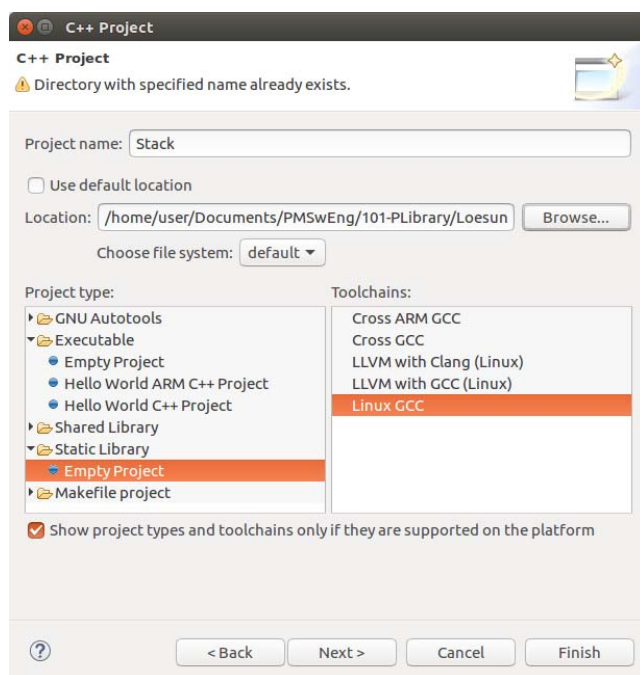 C++ Project
C++ Project
Directory with specified name already exists.
Project name: Stack
Use default location
Location: /home/user/Documents/PMSwEng/101-PLibrary/Loesun Browse...
Choose file system: default
Project type: Toolchains:
GNU Autotools Cross ARM GCC
Executable Cross GCC
Empty Project LLVM with Clang (Linux)
Hello World ARM C++ Project LLVM with GCC (Linux)
Hello World C++ Project Linux GCC
Shared Library
Static Library
Empty Project
Makefile project
Show project types and toolchains only if they are supported on the platform
? < Back Next > Cancel Finish